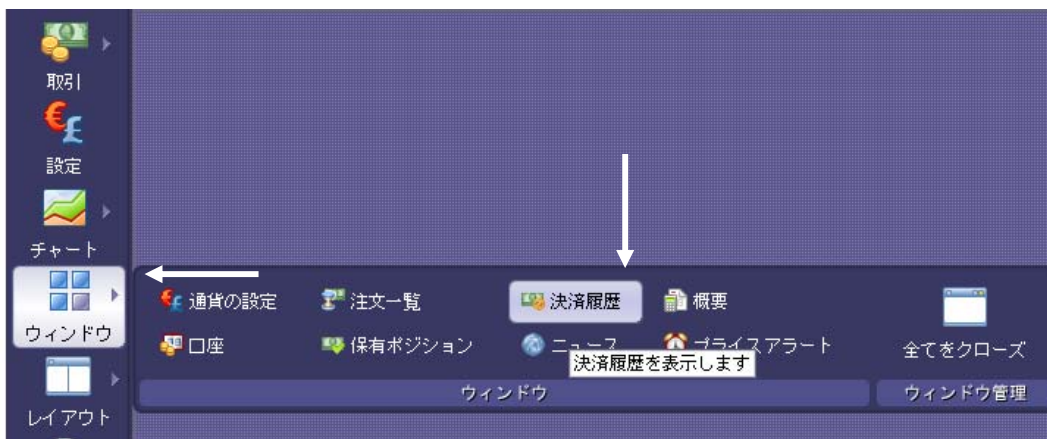 取引
設定
チャート
ウィンドウ
レイアウト
通貨の設定
注文一覧
決済履歴
概要
口座
保有ポジション
ニュース
プライスアラート
決済履歴を表示します
全てをクローズ
ウィンドウ
ウィンドウ管理